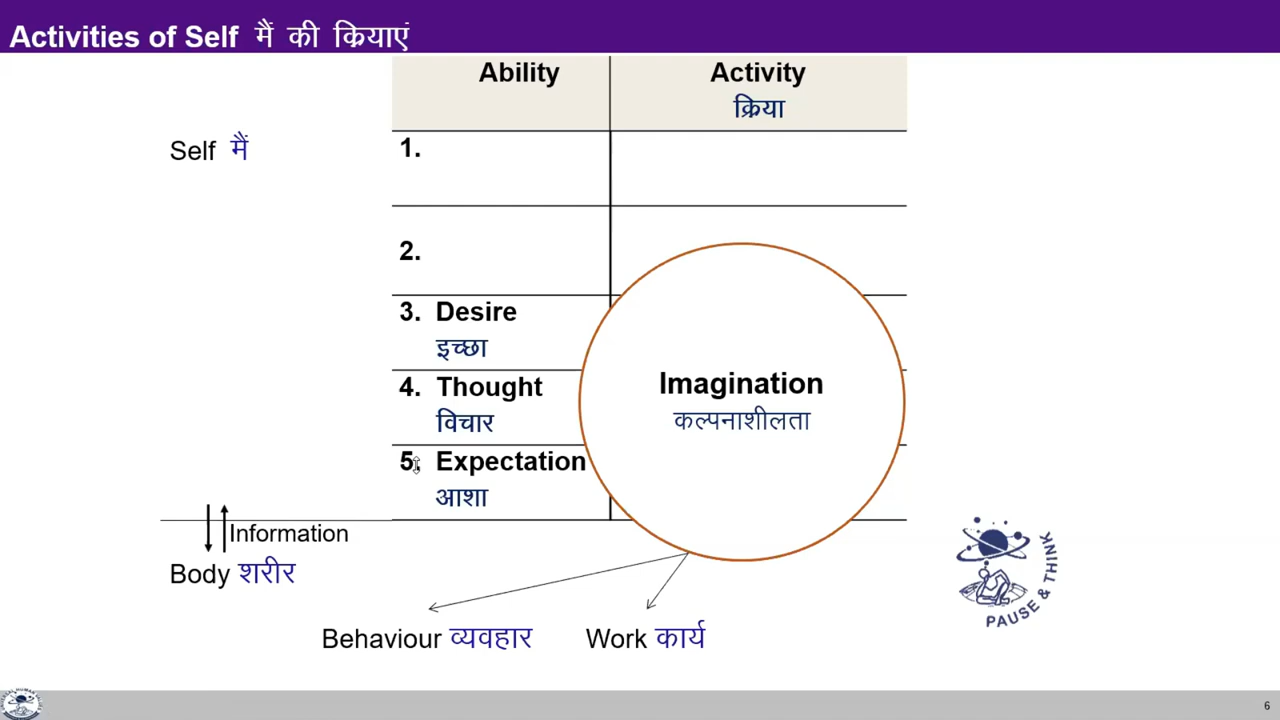 Activities of Self मैं की क्रियाएं
Ability
Activity
क्रिया
Self मैं
1.
2.
3. Desire
इच्छा
4. Thought
विचार
5. Expectation
आशा
Imagination
कल्पनाशीलता
Information
Body शरीर
Behaviour व्यवहार
Work कार्य
PAUSE & THINK
6